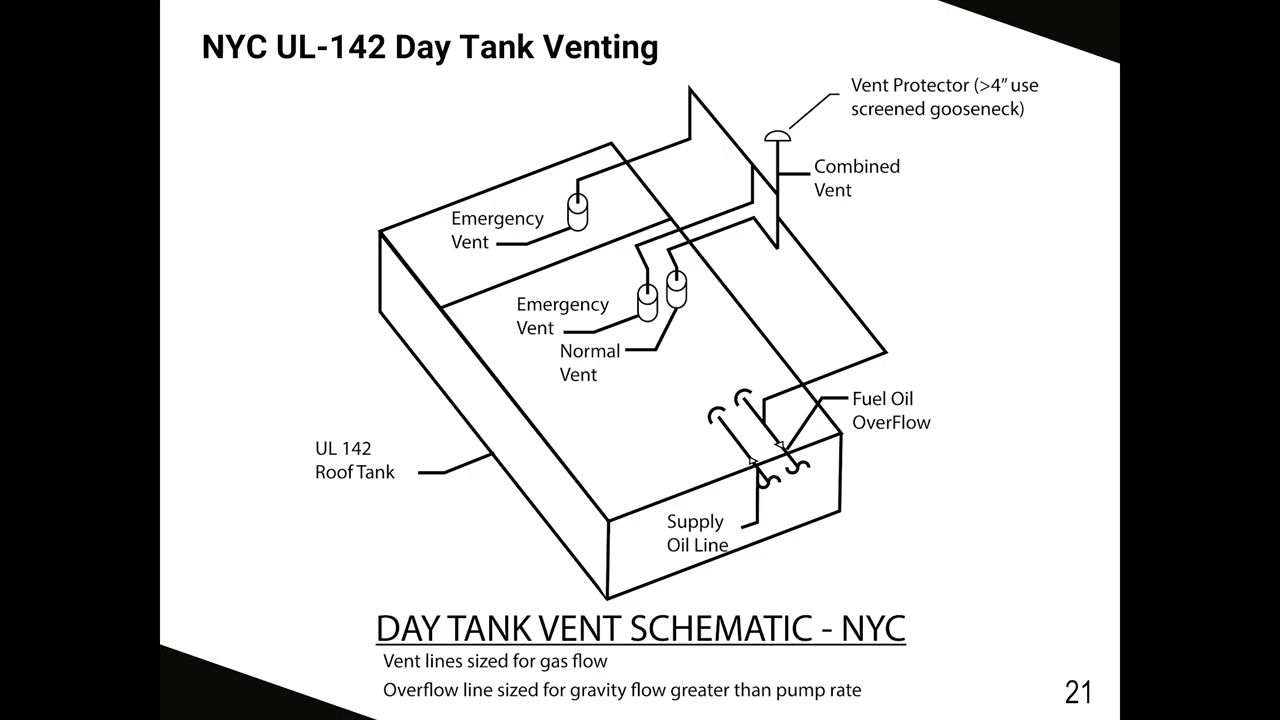 NYC UL-142 Day Tank Venting
Vent Protector (>4” use
screened gooseneck)
Combined
Vent
Emergency
Vent
Emergency
Vent
Normal
Vent
Fuel Oil
OverFlow
UL 142
Roof Tank
Supply
Oil Line
DAY TANK VENT SCHEMATIC - NYC
Vent lines sized for gas flow
Overflow line sized for gravity flow greater than pump rate
21